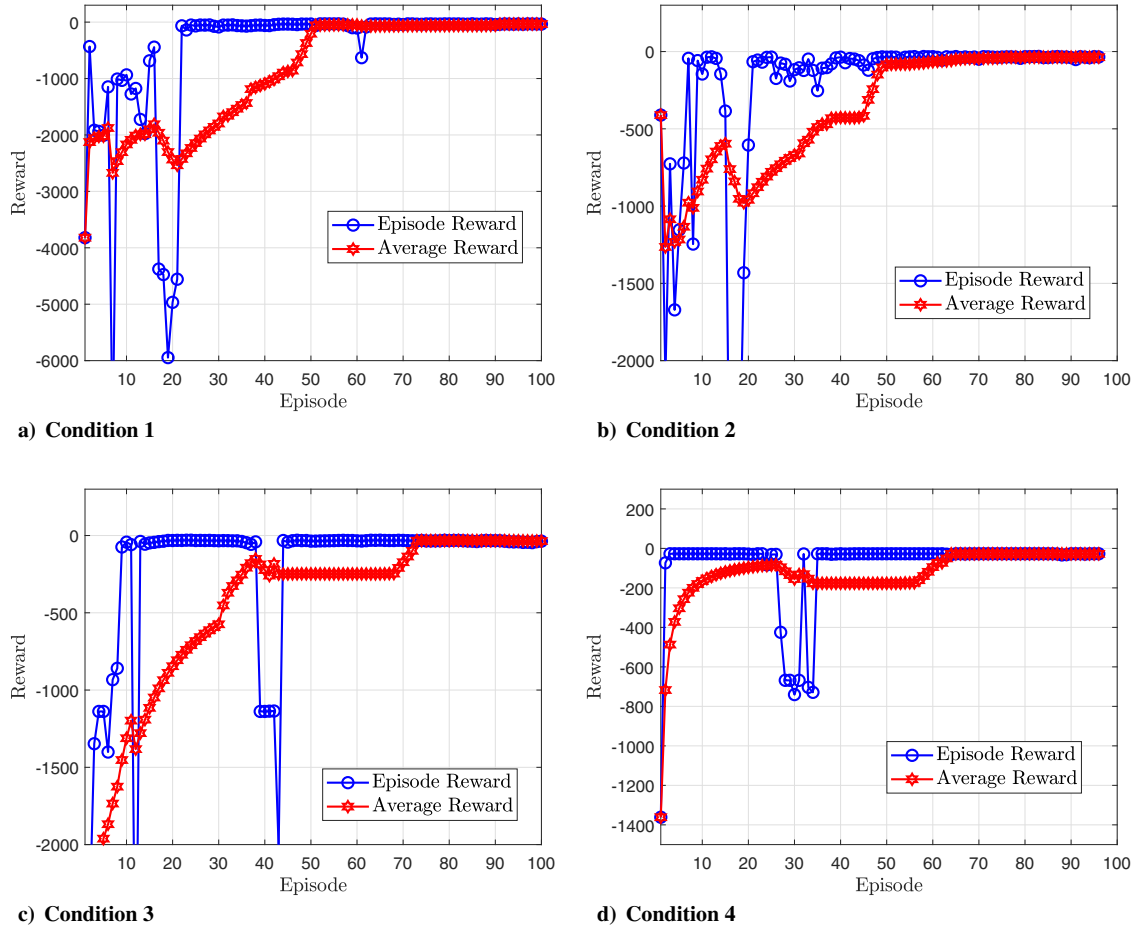 0
-1000
-2000
-3000
-4000
-5000
-6000
Reward
10 20 30 40 50 60 70 80 90 100
Episode
Episode Reward
Average Reward
a) Condition 1
0
-500
-1000
-1500
-2000
Reward
10 20 30 40 50 60 70 80 90 100
Episode
Episode Reward
Average Reward
b) Condition 2
0
-500
-1000
-1500
-2000
Reward
10 20 30 40 50 60 70 80 90 100
Episode
Episode Reward
Average Reward
c) Condition 3
200
0
-200
-400
-600
-800
-1000
-1200
-1400
Reward
10 20 30 40 50 60 70 80 90 100
Episode
Episode Reward
Average Reward
d) Condition 4